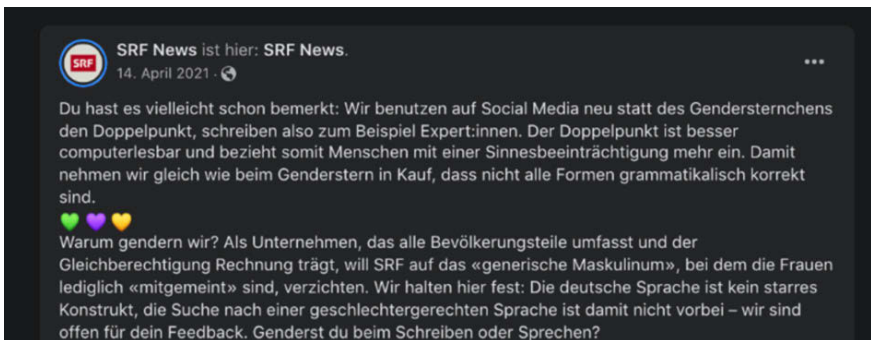 SRF
SRF News ist hier: SRF News.
14. April 2021 ·
Du hast es vielleicht schon bemerkt: Wir benutzen auf Social Media neu statt des Gendersternchens
den Doppelpunkt, schreiben also zum Beispiel Expert:innen. Der Doppelpunkt ist besser
computerlesbar und bezieht somit Menschen mit einer Sinnesbeeinträchtigung mehr ein. Damit
nehmen wir gleich wie beim Genderstern in Kauf, dass nicht alle Formen grammatikalisch korrekt
sind.
💚 💜 💛
Warum gendern wir? Als Unternehmen, das alle Bevölkerungsteile umfasst und der
Gleichberechtigung Rechnung trägt, will SRF auf das «generische Maskulinum», bei dem die Frauen
lediglich «mitgemeint» sind, verzichten. Wir halten hier fest: Die deutsche Sprache ist kein starres
Konstrukt, die Suche nach einer geschlechtergerechten Sprache ist damit nicht vorbei – wir sind
offen für dein Feedback. Genderst du beim Schreiben oder Sprechen?